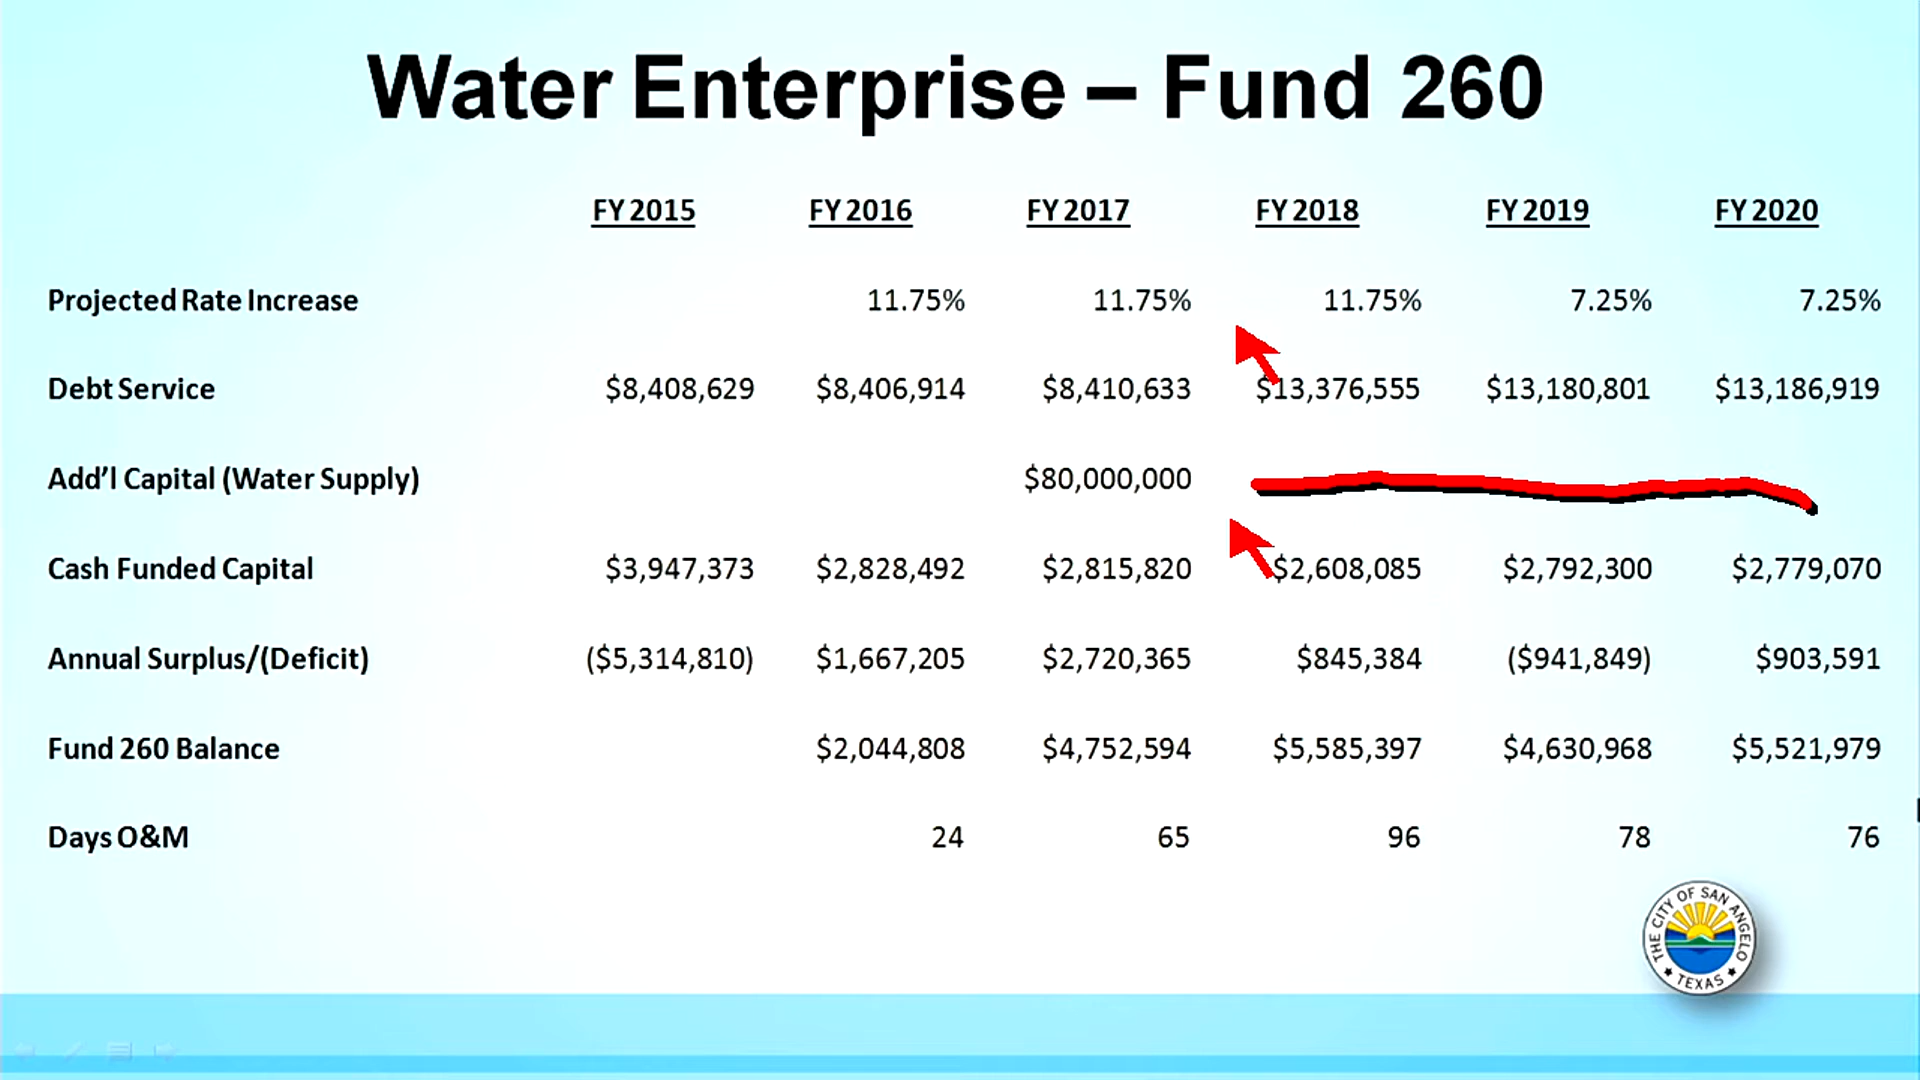 Water Enterprise – Fund 260
FY 2015 FY 2016 FY 2017 FY 2018 FY 2019 FY 2020
Projected Rate Increase 11.75% 11.75% 11.75% 7.25% 7.25%
Debt Service $8,408,629 $8,406,914 $8,410,633 $13,376,555 $13,180,801 $13,186,919
Add’l Capital (Water Supply) $80,000,000
Cash Funded Capital $3,947,373 $2,828,492 $2,815,820 $2,608,085 $2,792,300 $2,779,070
Annual Surplus/(Deficit) ($5,314,810) $1,667,205 $2,720,365 $845,384 ($941,849) $903,591
Fund 260 Balance $2,044,808 $4,752,594 $5,585,397 $4,630,968 $5,521,979
Days O&M 24 65 96 78 76
THE CITY OF SAN ANGELO
TEXAS